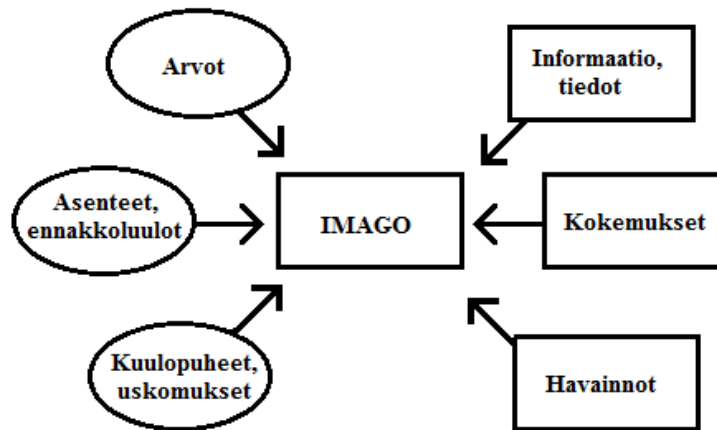 Arvot
Informaatio,
tiedot
Asenteet,
ennakkoluulot
IMAGO
Kokemukset
Kuulopuheet,
uskomukset
Havainnot